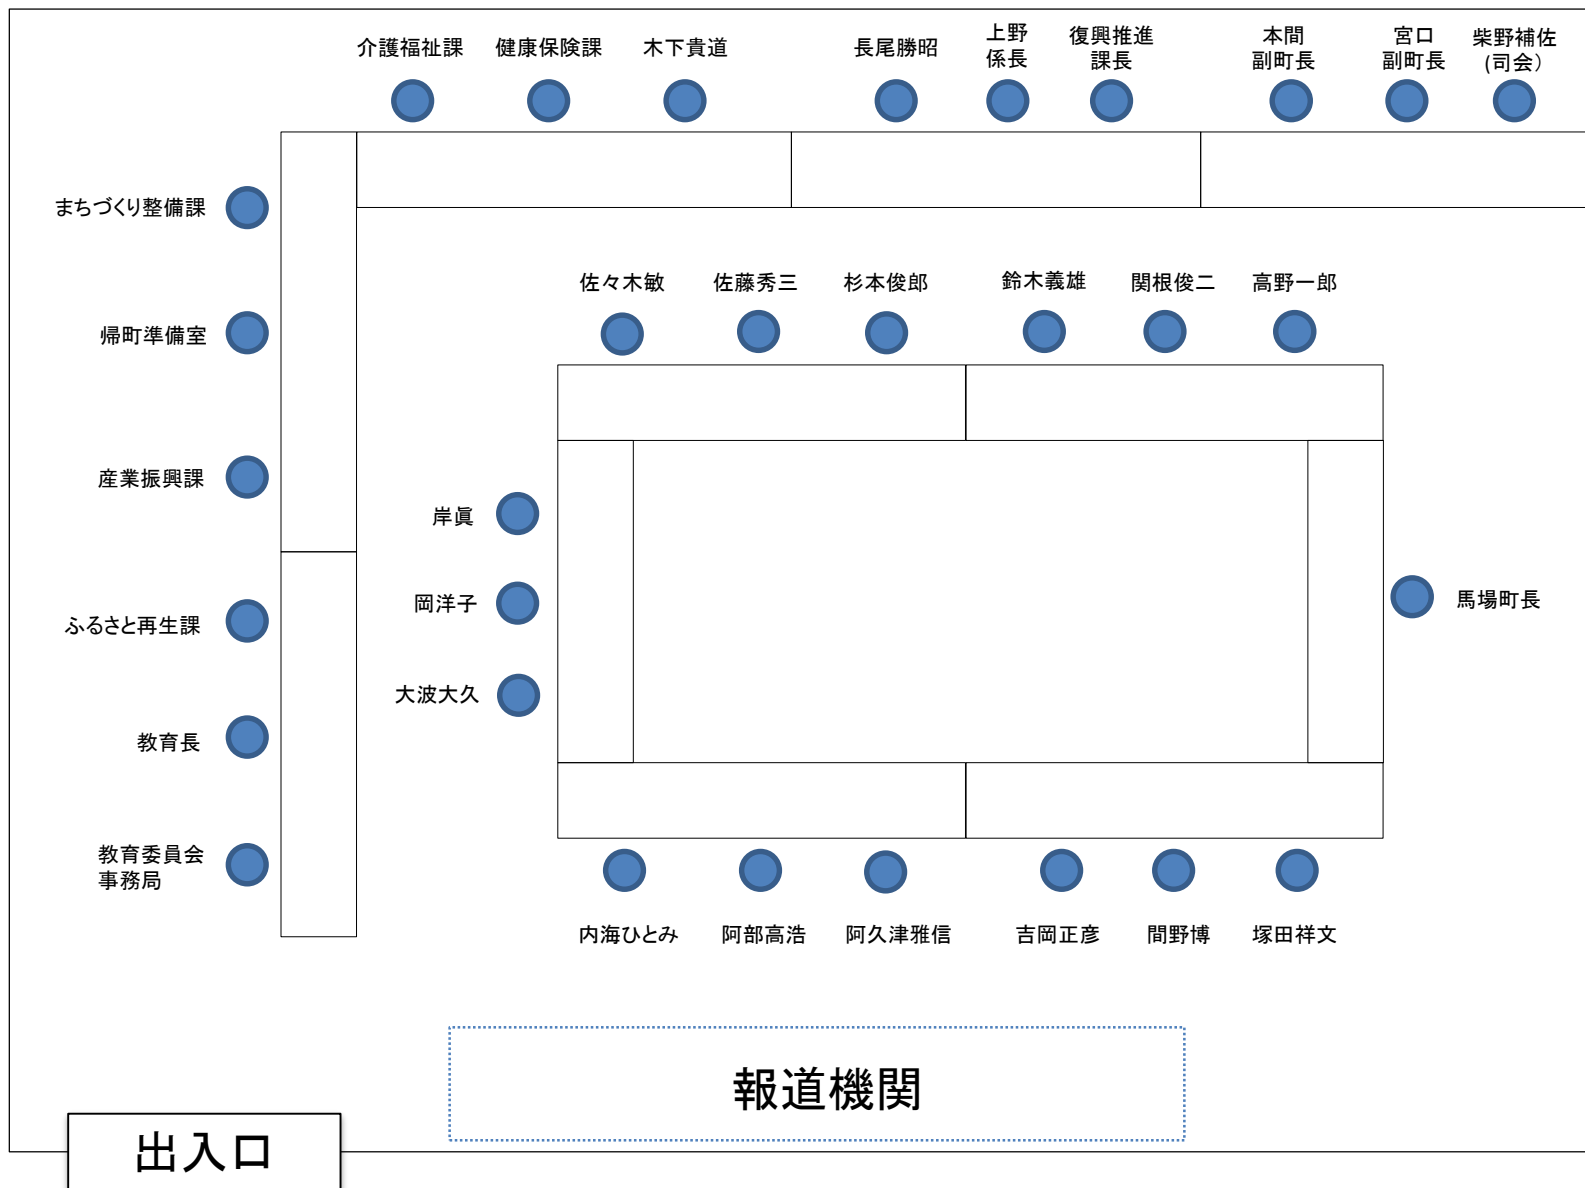 介護福祉課
健康保険課
木下貴道
長尾勝昭
上野
係長
復興推進
課長
本間
副町長
宮口
副町長
柴野補佐
(司会）
まちづくり整備課
帰町準備室
産業振興課
ふるさと再生課
教育長
教育委員会
事務局
佐々木敏
佐藤秀三
杉本俊郎
鈴木義雄
関根俊二
高野一郎
岸眞
岡洋子
大波大久
馬場町長
内海ひとみ
阿部高浩
阿久津雅信
吉岡正彦
間野博
塚田祥文
報道機関
出入口